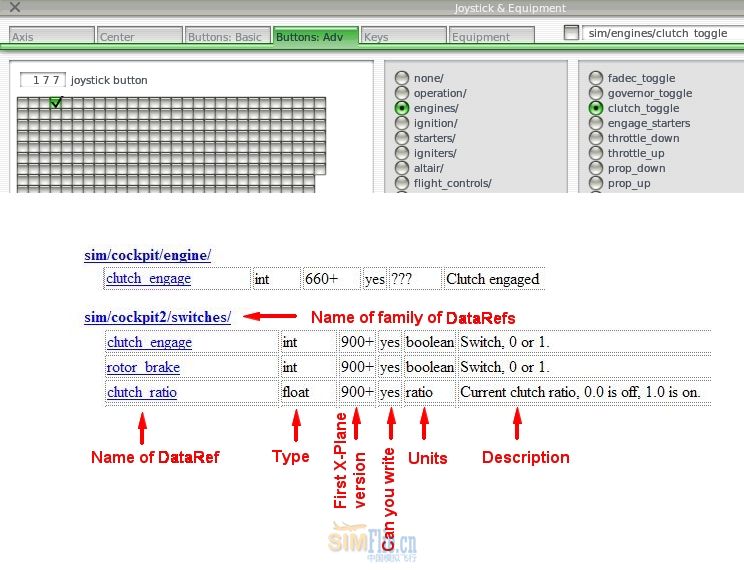 Joystick & Equipment
Axis Center Buttons: Basic Buttons: Adv Keys Equipment sim/engines/clutch_toggle
1 7 7 joystick button
none/ fadec_toggle
operation/ governor_toggle
engines/ clutch_toggle
ignition/ engage_starters
starters/ throttle_down
igniters/ throttle_up
altair/ prop_down
flight_controls/ prop_up
sim/cockpit/engine/
clutch_engage int 660+ yes ??? Clutch engaged
sim/cockpit2/switches/ Name of family of DataRefs
clutch_engage int 900+ yes boolean Switch, 0 or 1.
rotor_brake int 900+ yes boolean Switch, 0 or 1.
clutch_ratio float 900+ yes ratio Current clutch ratio, 0.0 is off, 1.0 is on.
Name of DataRef Type First X-Plane version Can you write Units Description
中国模拟飞行